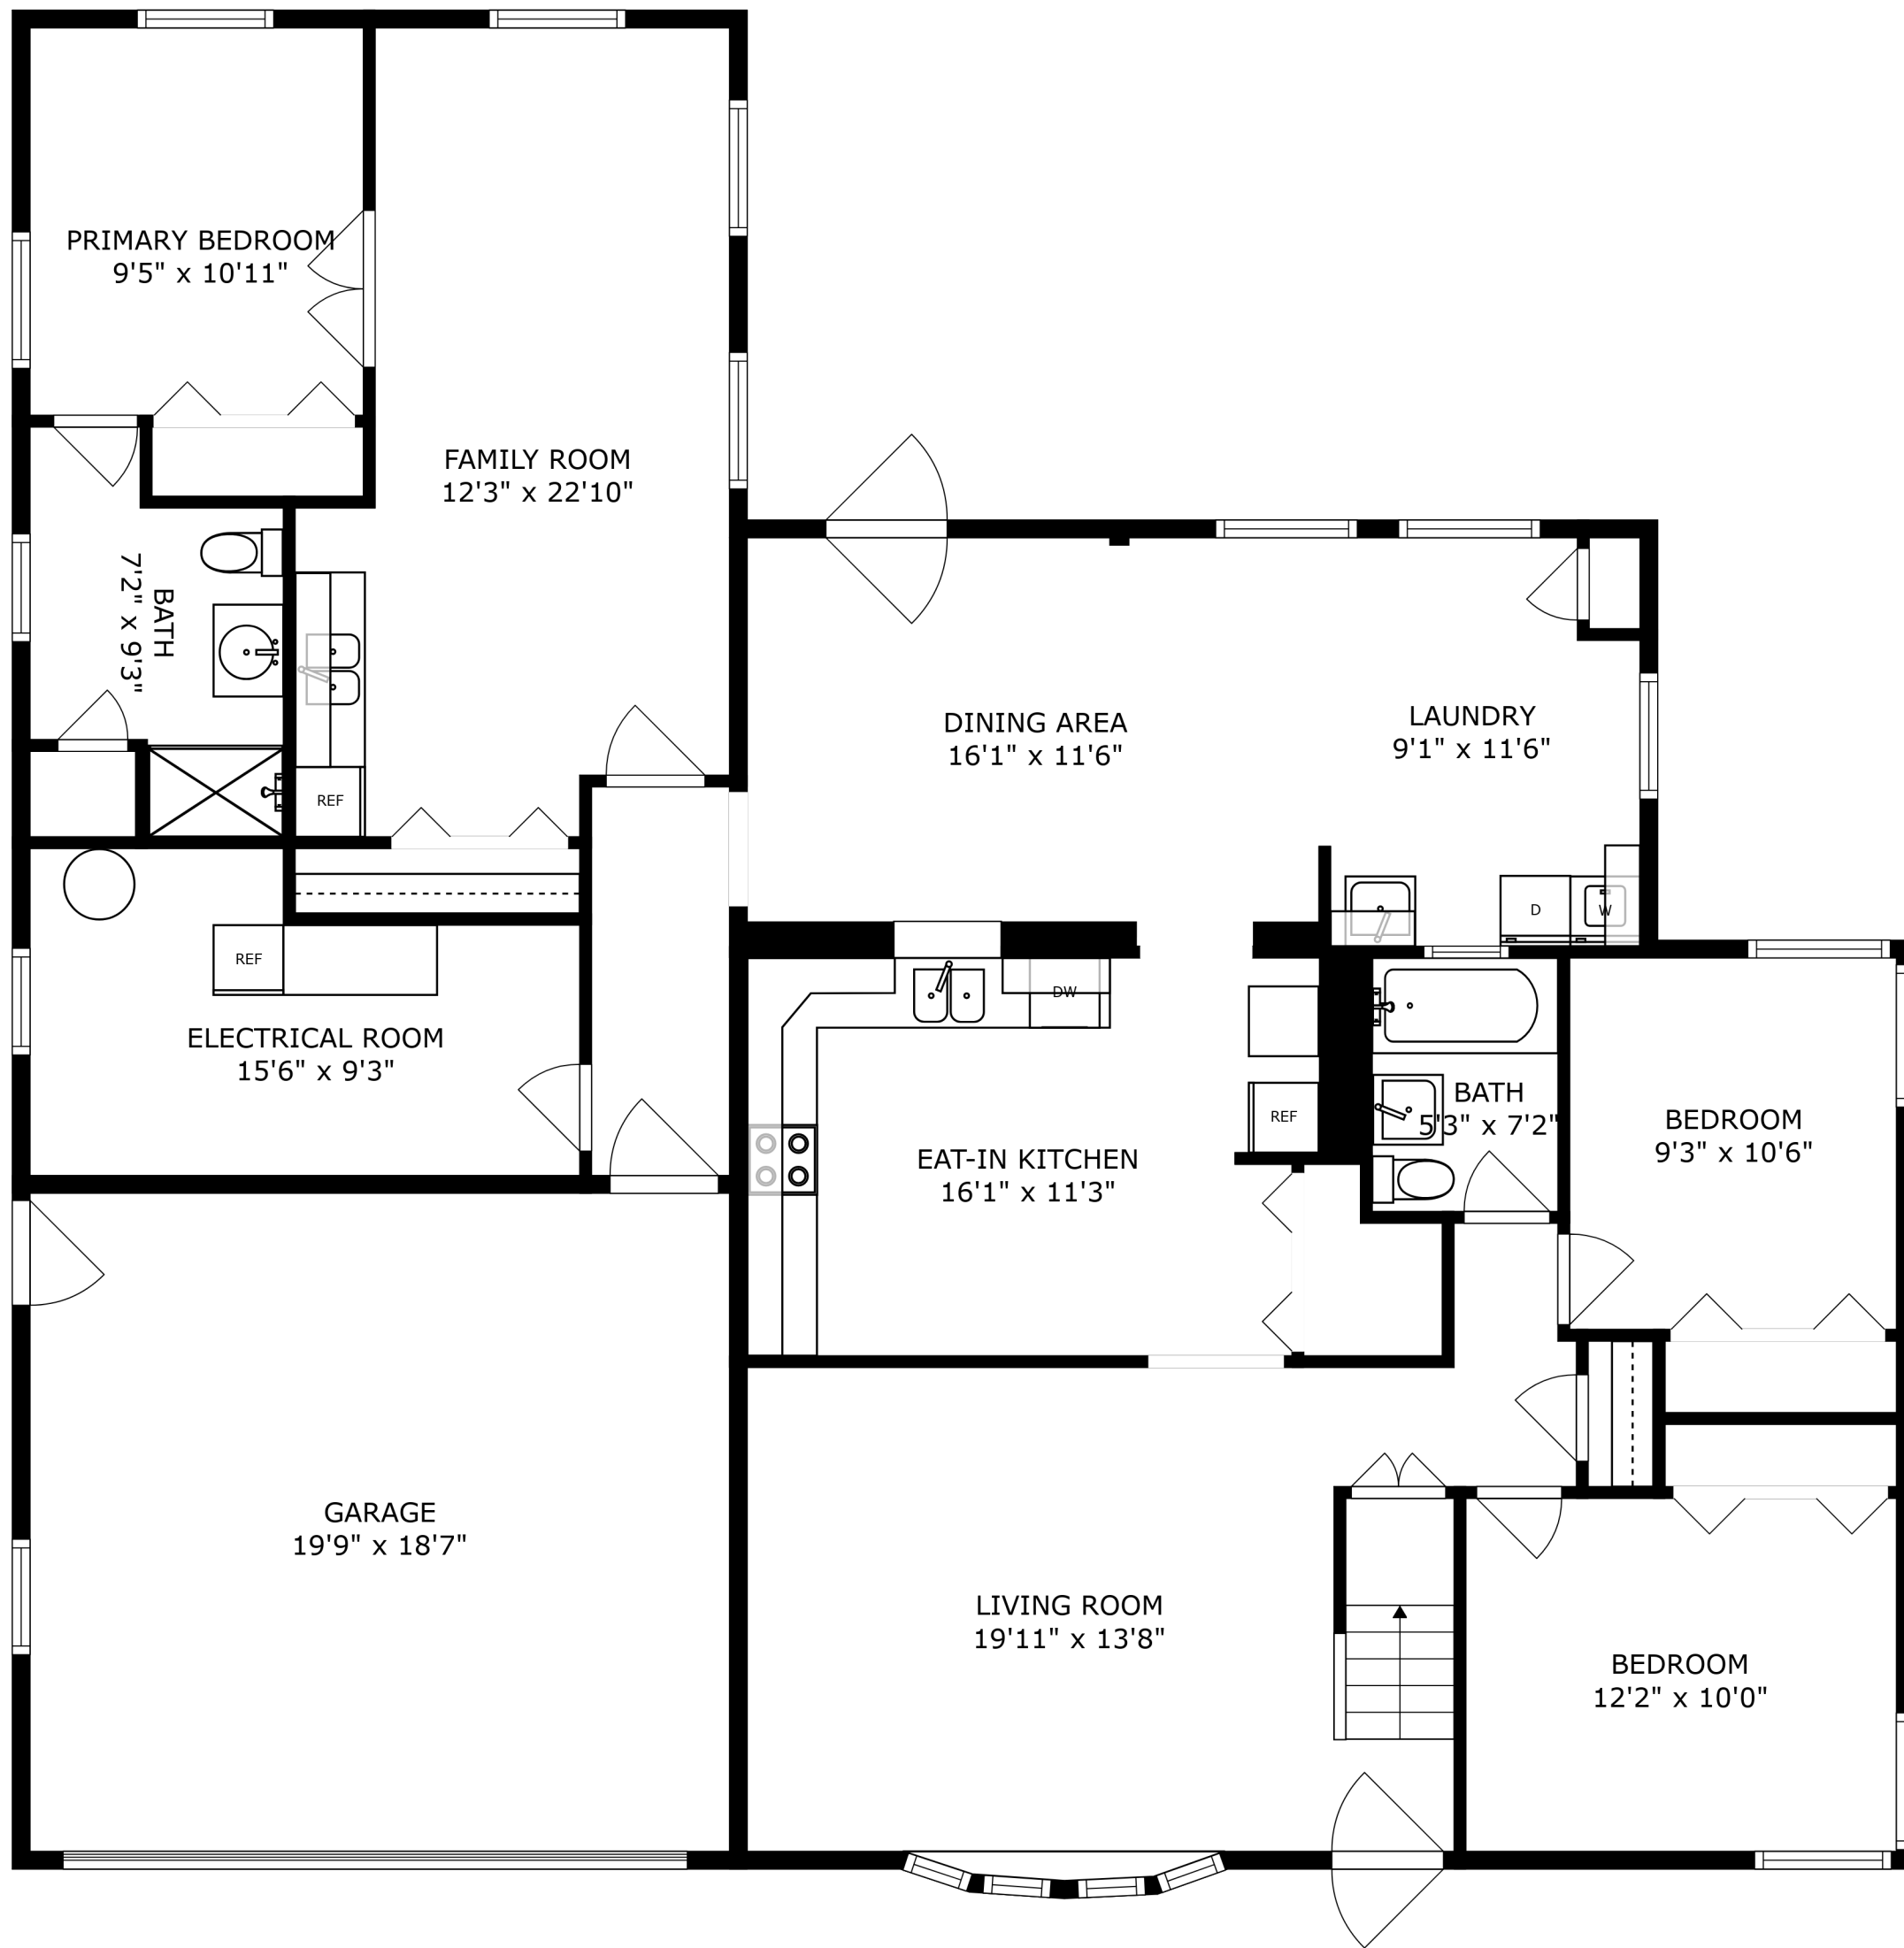 PRIMARY BEDROOM
9'5" x 10'11"
FAMILY ROOM
12'3" x 22'10"
BATH
7'2" x 9'3"
REF
DINING AREA
16'1" x 11'6"
LAUNDRY
9'1" x 11'6"
D
W
REF
ELECTRICAL ROOM
15'6" x 9'3"
DW
EAT-IN KITCHEN
16'1" x 11'3"
REF
BATH
5'3" x 7'2"
BEDROOM
9'3" x 10'6"
GARAGE
19'9" x 18'7"
LIVING ROOM
19'11" x 13'8"
BEDROOM
12'2" x 10'0"